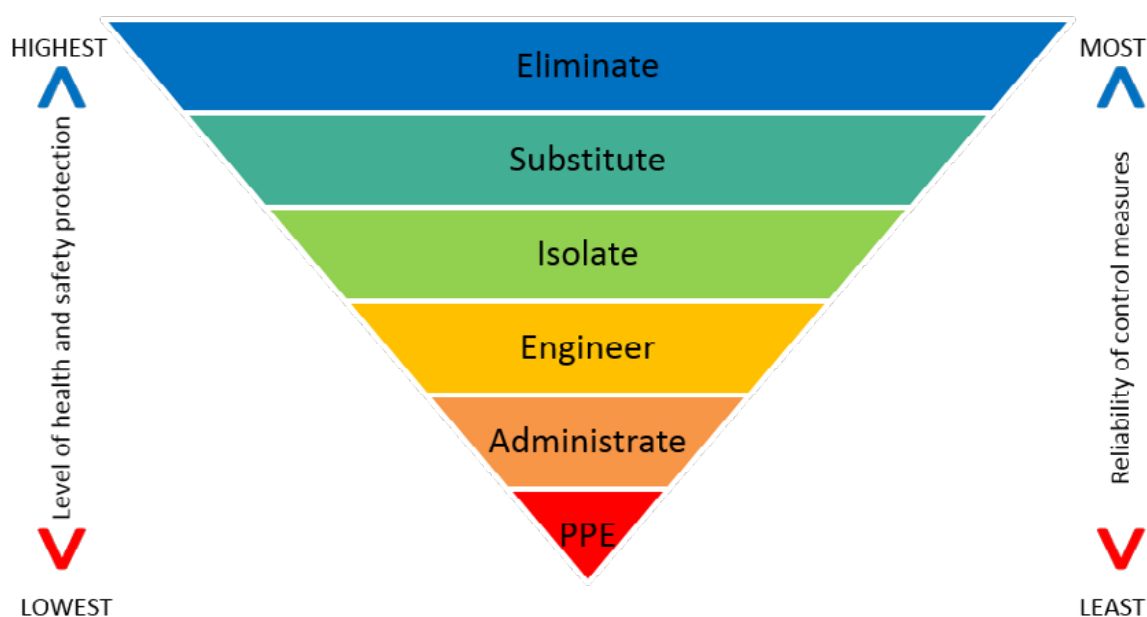 HIGHEST
MOST
Eliminate
Substitute
Isolate
Engineer
Administrate
PPE
Level of health and safety protection
Reliability of control measures
LOWEST
LEAST